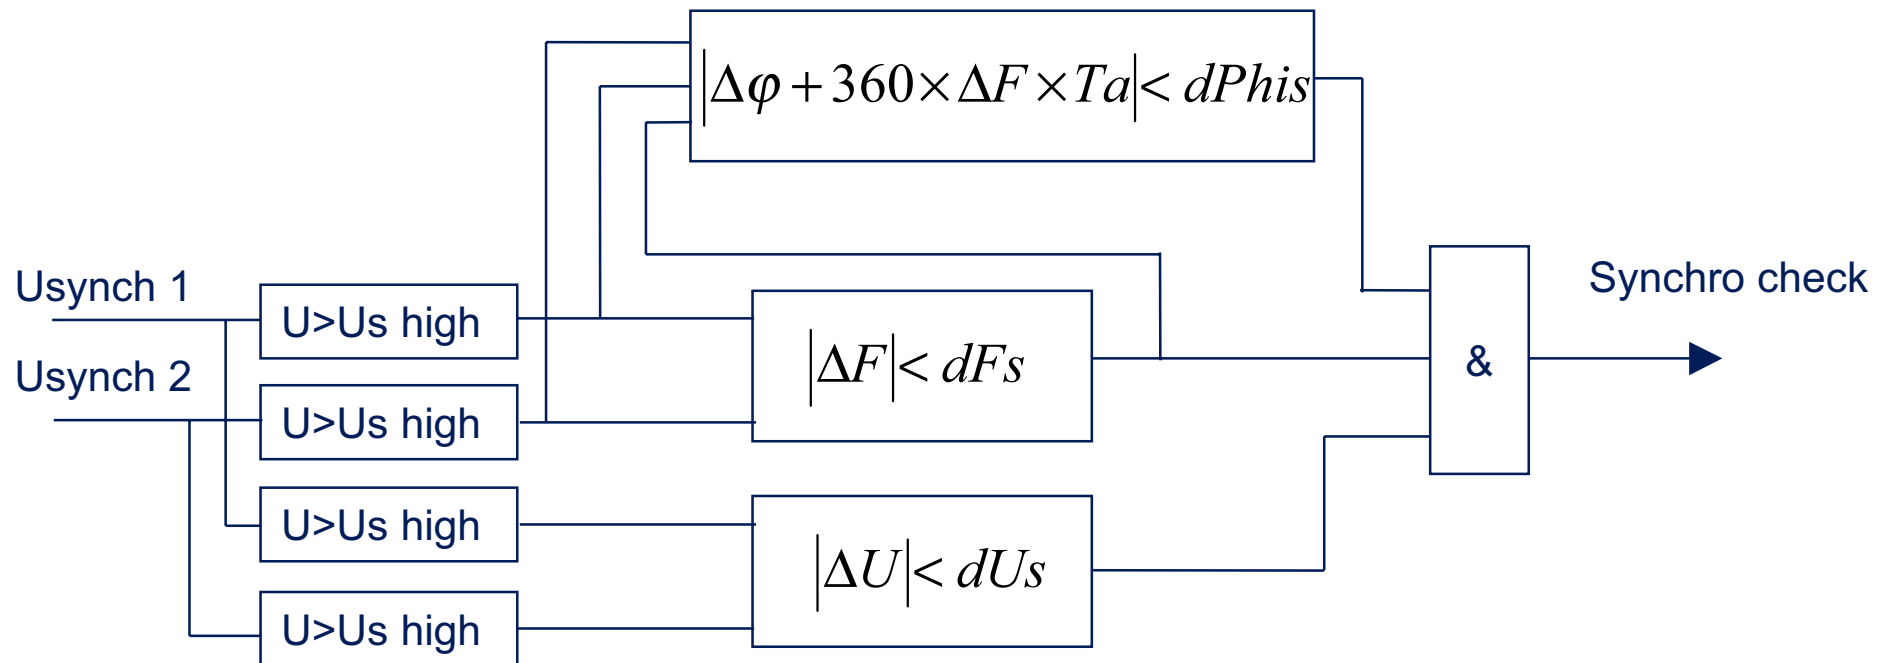 |Δφ + 360 × ΔF × Ta| < dPhis
Usynch 1
Synchro check
U>Us high
|ΔF| < dFs
&
Usynch 2
U>Us high
U>Us high
|ΔU| < dUs
U>Us high